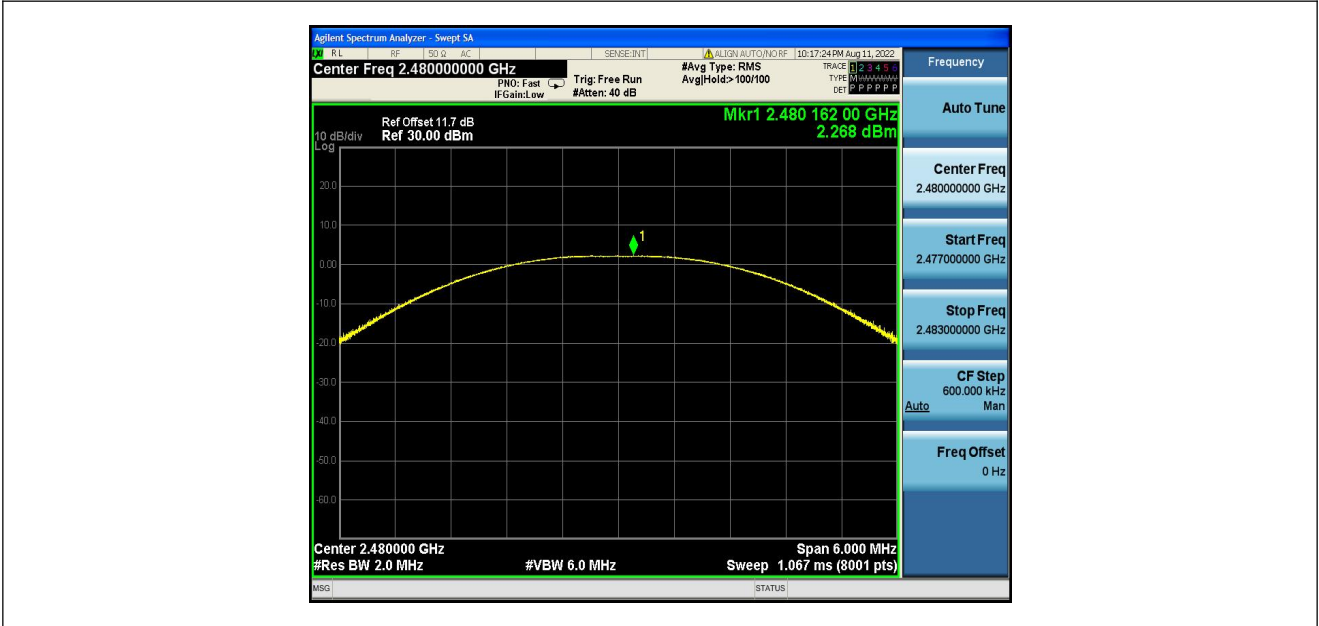 Agilent Spectrum Analyzer - Swept SA
RL RF 50 Ω AC SENSE:INT ALIGN AUTO/NO RF 10:17:24 PM Aug 11, 2022
Center Freq 2.480000000 GHz
PNO: Fast
IFGain:Low
Trig: Free Run
#Atten: 40 dB
#Avg Type: RMS
Avg|Hold:>100/100
TRACE 1 2 3 4 5 6
TYPE
DET P P P P P P
Mkr1 2.480 162 00 GHz
2.268 dBm
Ref Offset 11.7 dB
10 dB/div Ref 30.00 dBm
Log
20.0
10.0
0.00
-10.0
-20.0
-30.0
-40.0
-50.0
-60.0
1
Center 2.480000 GHz Span 6.000 MHz
#Res BW 2.0 MHz #VBW 6.0 MHz Sweep 1.067 ms (8001 pts)
MSG STATUS
Frequency
Auto Tune
Center Freq
2.480000000 GHz
Start Freq
2.477000000 GHz
Stop Freq
2.483000000 GHz
CF Step
600.000 kHz
Auto Man
Freq Offset
0 Hz